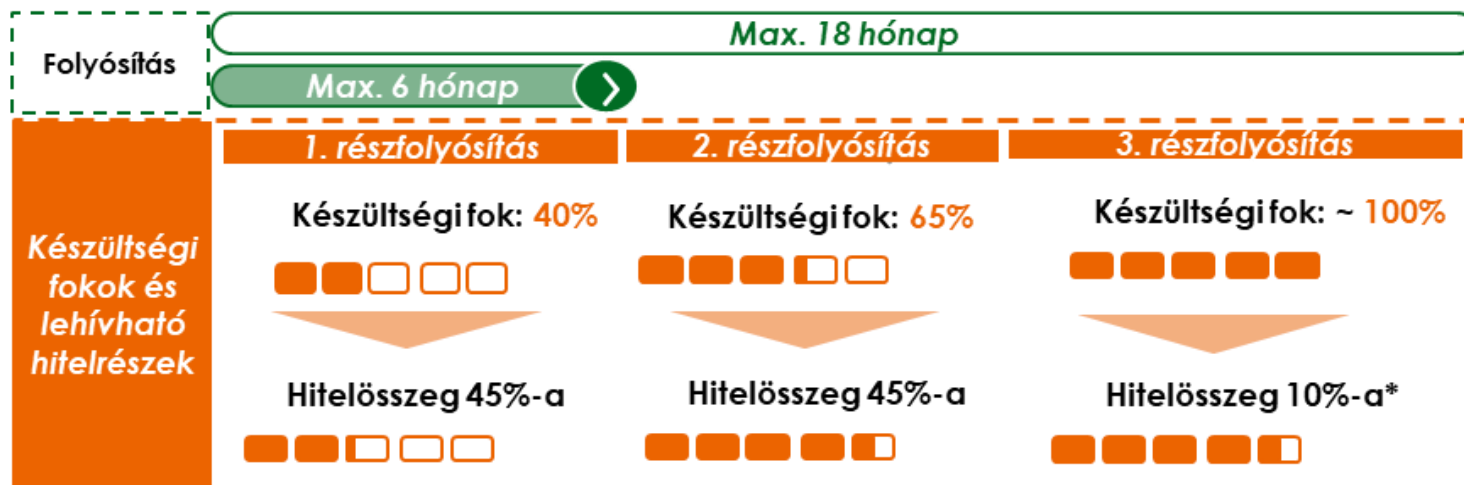 Folyósítás
Max. 18 hónap
Max. 6 hónap
Készültségi
fokok és
lehívható
hitelrészek
1. részfolyósítás
Készültségi fok: 40%
Hitelösszeg 45%-a
2. részfolyósítás
Készültségi fok: 65%
Hitelösszeg 45%-a
3. részfolyósítás
Készültségi fok: ~ 100%
Hitelösszeg 10%-a*